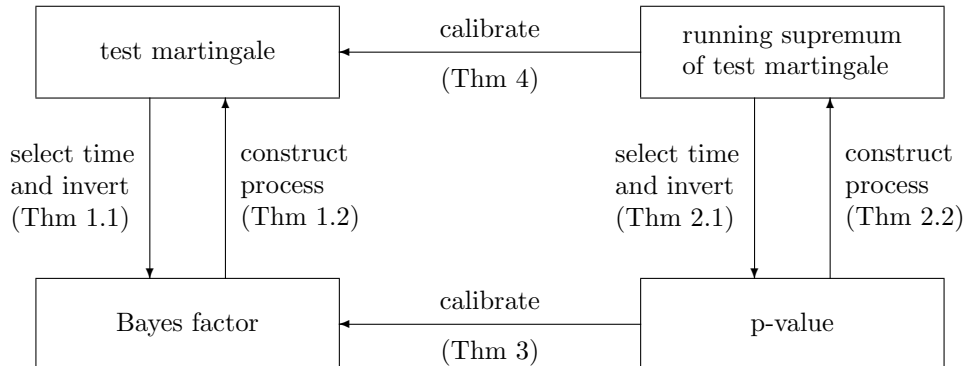 test martingale
calibrate
(Thm 4)
running supremum
of test martingale
select time
and invert
(Thm 1.1)
construct
process
(Thm 1.2)
select time
and invert
(Thm 2.1)
construct
process
(Thm 2.2)
Bayes factor
calibrate
(Thm 3)
p-value